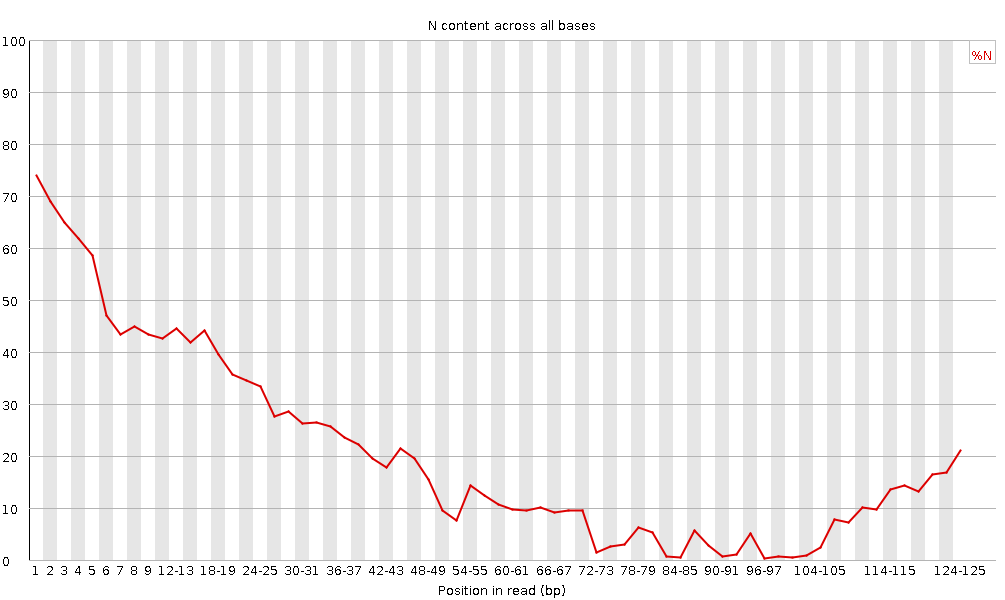 N content across all bases
100
%N
90
80
70
60
50
40
30
20
10
0
1 2 3 4 5 6 7 8 9 12-13 18-19 24-25 30-31 36-37 42-43 48-49 54-55 60-61 66-67 72-73 78-79 84-85 90-91 96-97 104-105 114-115 124-125
Position in read (bp)